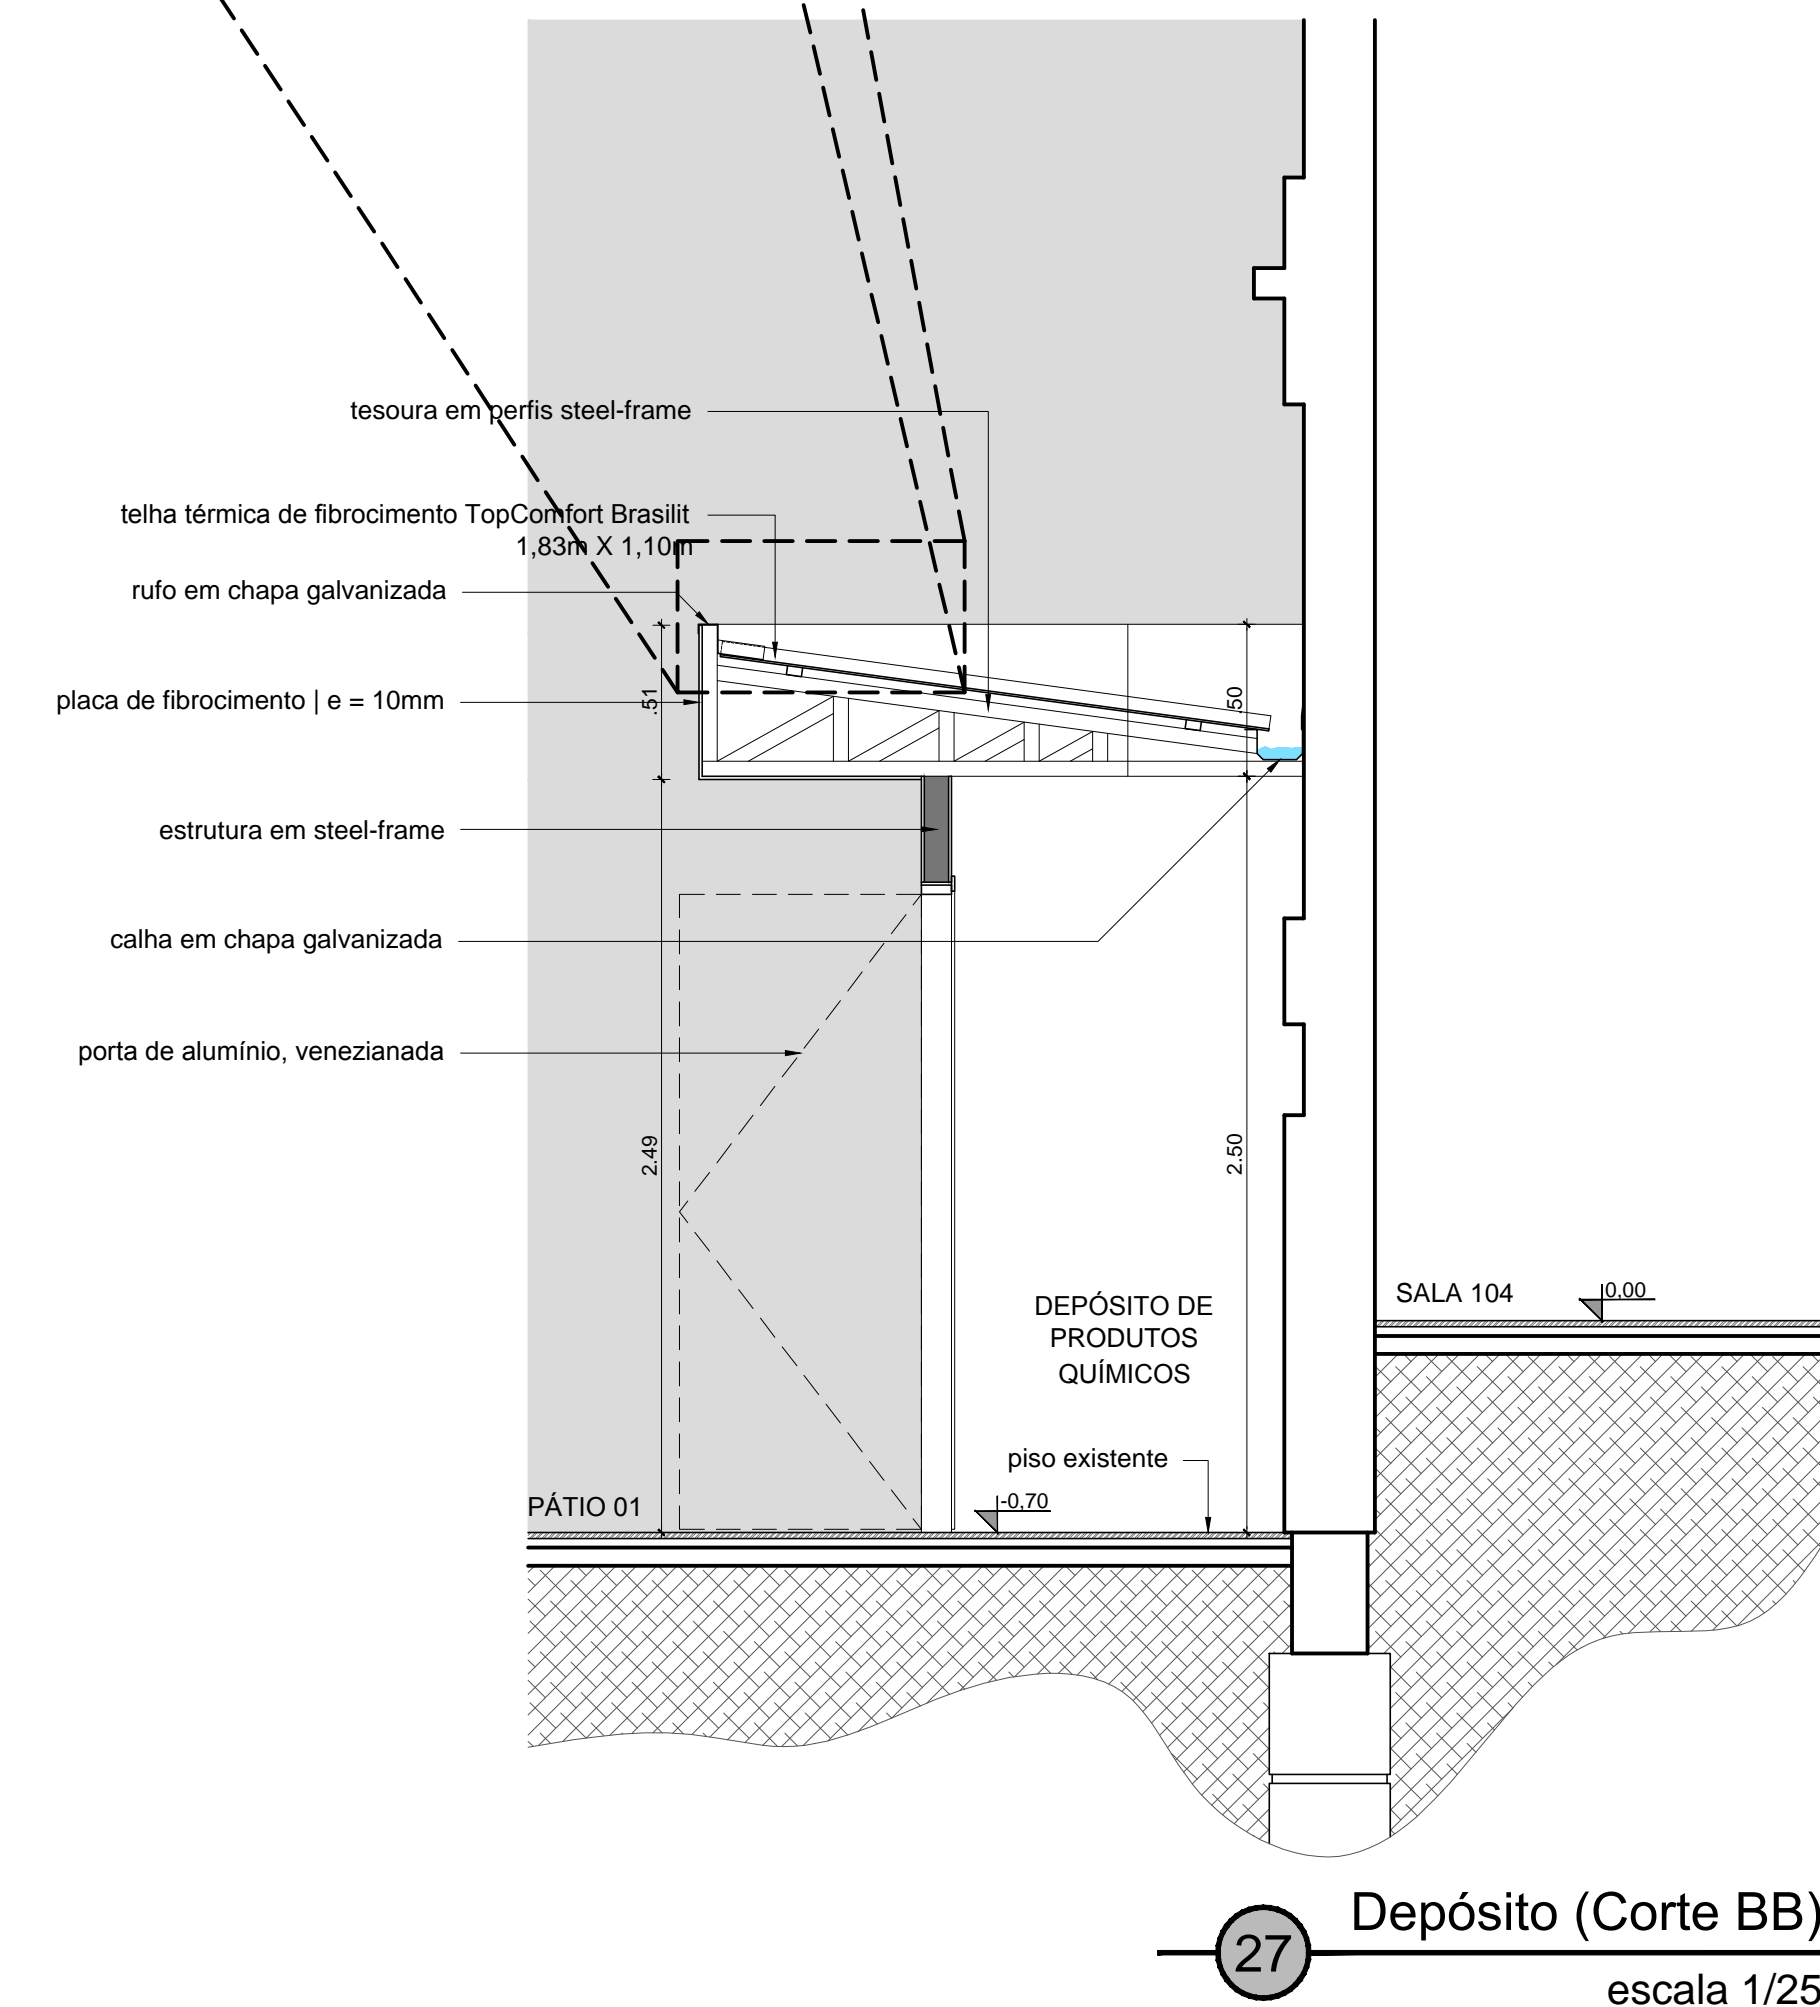 tesoura em perfis steel-frame
telha térmica de fibrocimento TopComfort Brasilit
1,83m X 1,10m
rufo em chapa galvanizada
placa de fibrocimento | e = 10mm
.51
.50
estrutura em steel-frame
calha em chapa galvanizada
porta de alumínio, venezianada
2.49
2.50
DEPÓSITO DE
PRODUTOS
QUÍMICOS
SALA 104
0,00
piso existente
PÁTIO 01
-0,70
27
Depósito (Corte BB)
escala 1/25